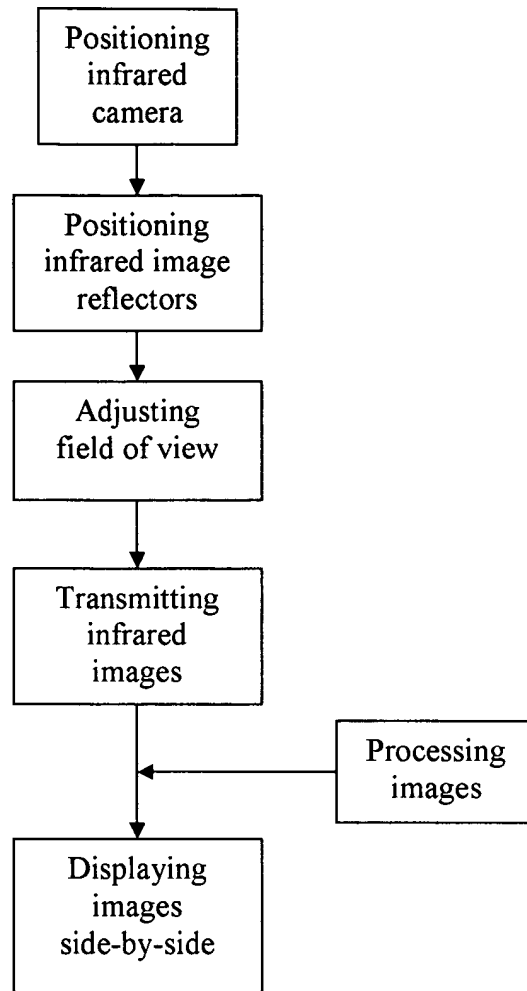 Positioning
infrared
camera
Positioning
infrared image
reflectors
Adjusting
field of view
Transmitting
infrared
images
Processing
images
Displaying
images
side-by-side